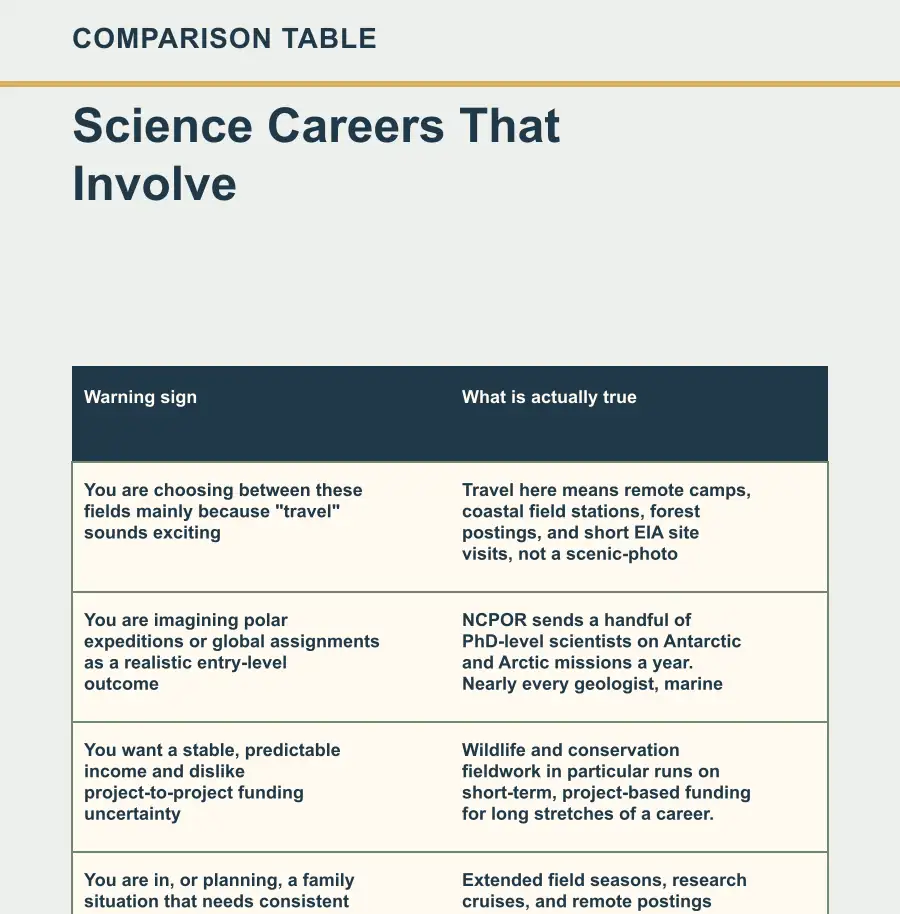 COMPARISON TABLE
Science Careers That
Involve
Warning sign
What is actually true
You are choosing between these
fields mainly because "travel"
sounds exciting
Travel here means remote camps,
coastal field stations, forest
postings, and short EIA site
visits, not a scenic-photo
You are imagining polar
expeditions or global assignments
as a realistic entry-level
outcome
NCPOR sends a handful of
PhD-level scientists on Antarctic
and Arctic missions a year.
Nearly every geologist, marine
You want a stable, predictable
income and dislike
project-to-project funding
uncertainty
Wildlife and conservation
fieldwork in particular runs on
short-term, project-based funding
for long stretches of a career.
You are in, or planning, a family
situation that needs consistent
Extended field seasons, research
cruises, and remote postings